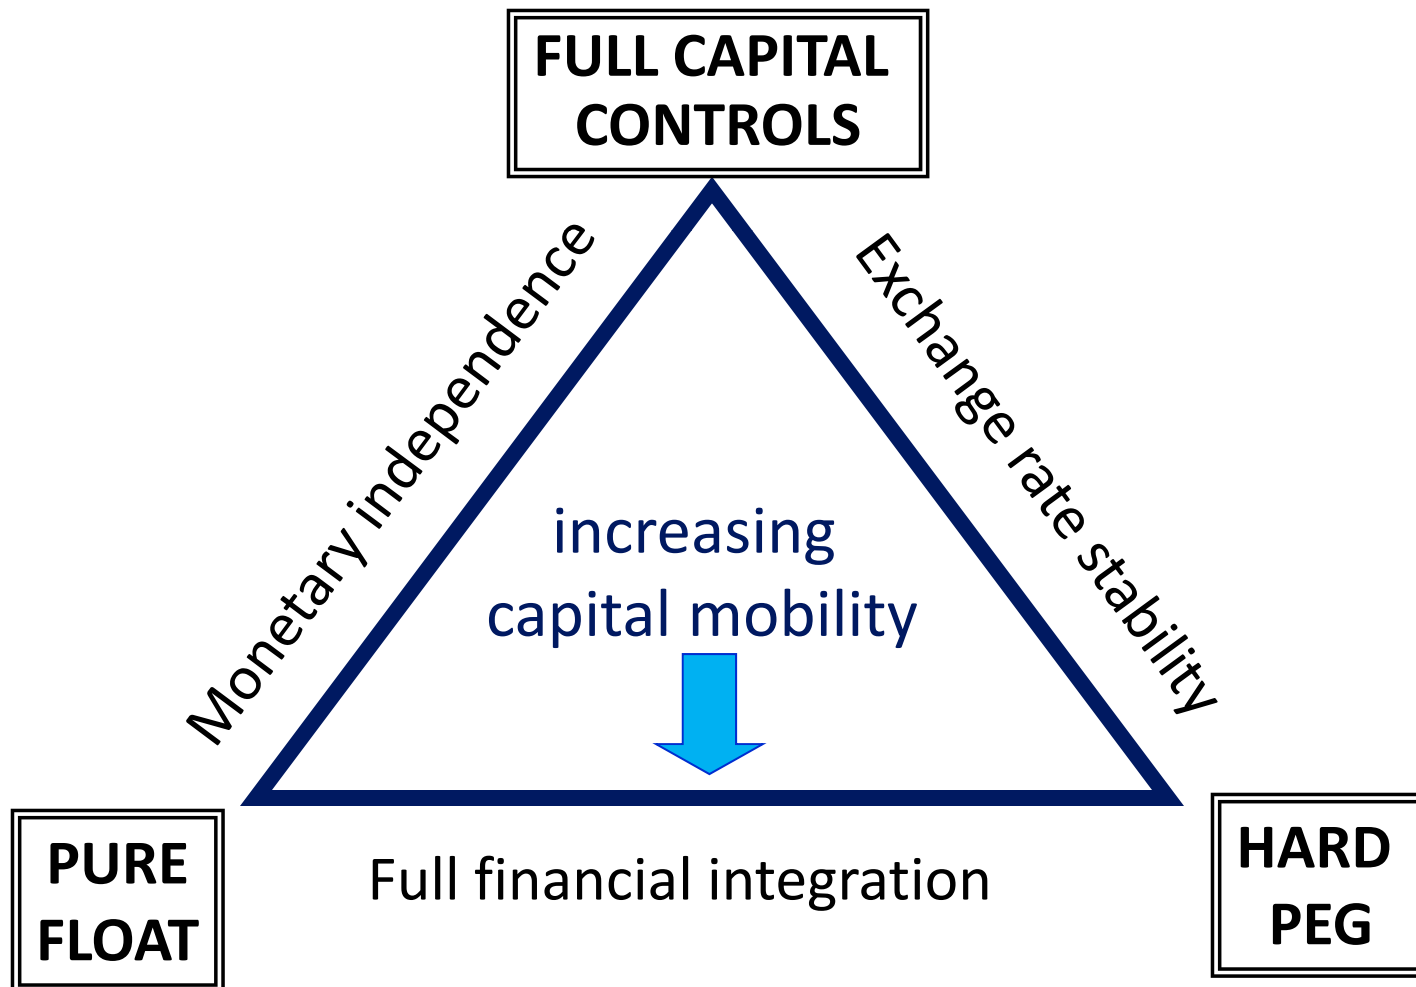 FULL CAPITAL
CONTROLS
Monetary independence
Exchange rate stability
increasing
capital mobility
PURE
FLOAT
Full financial integration
HARD
PEG